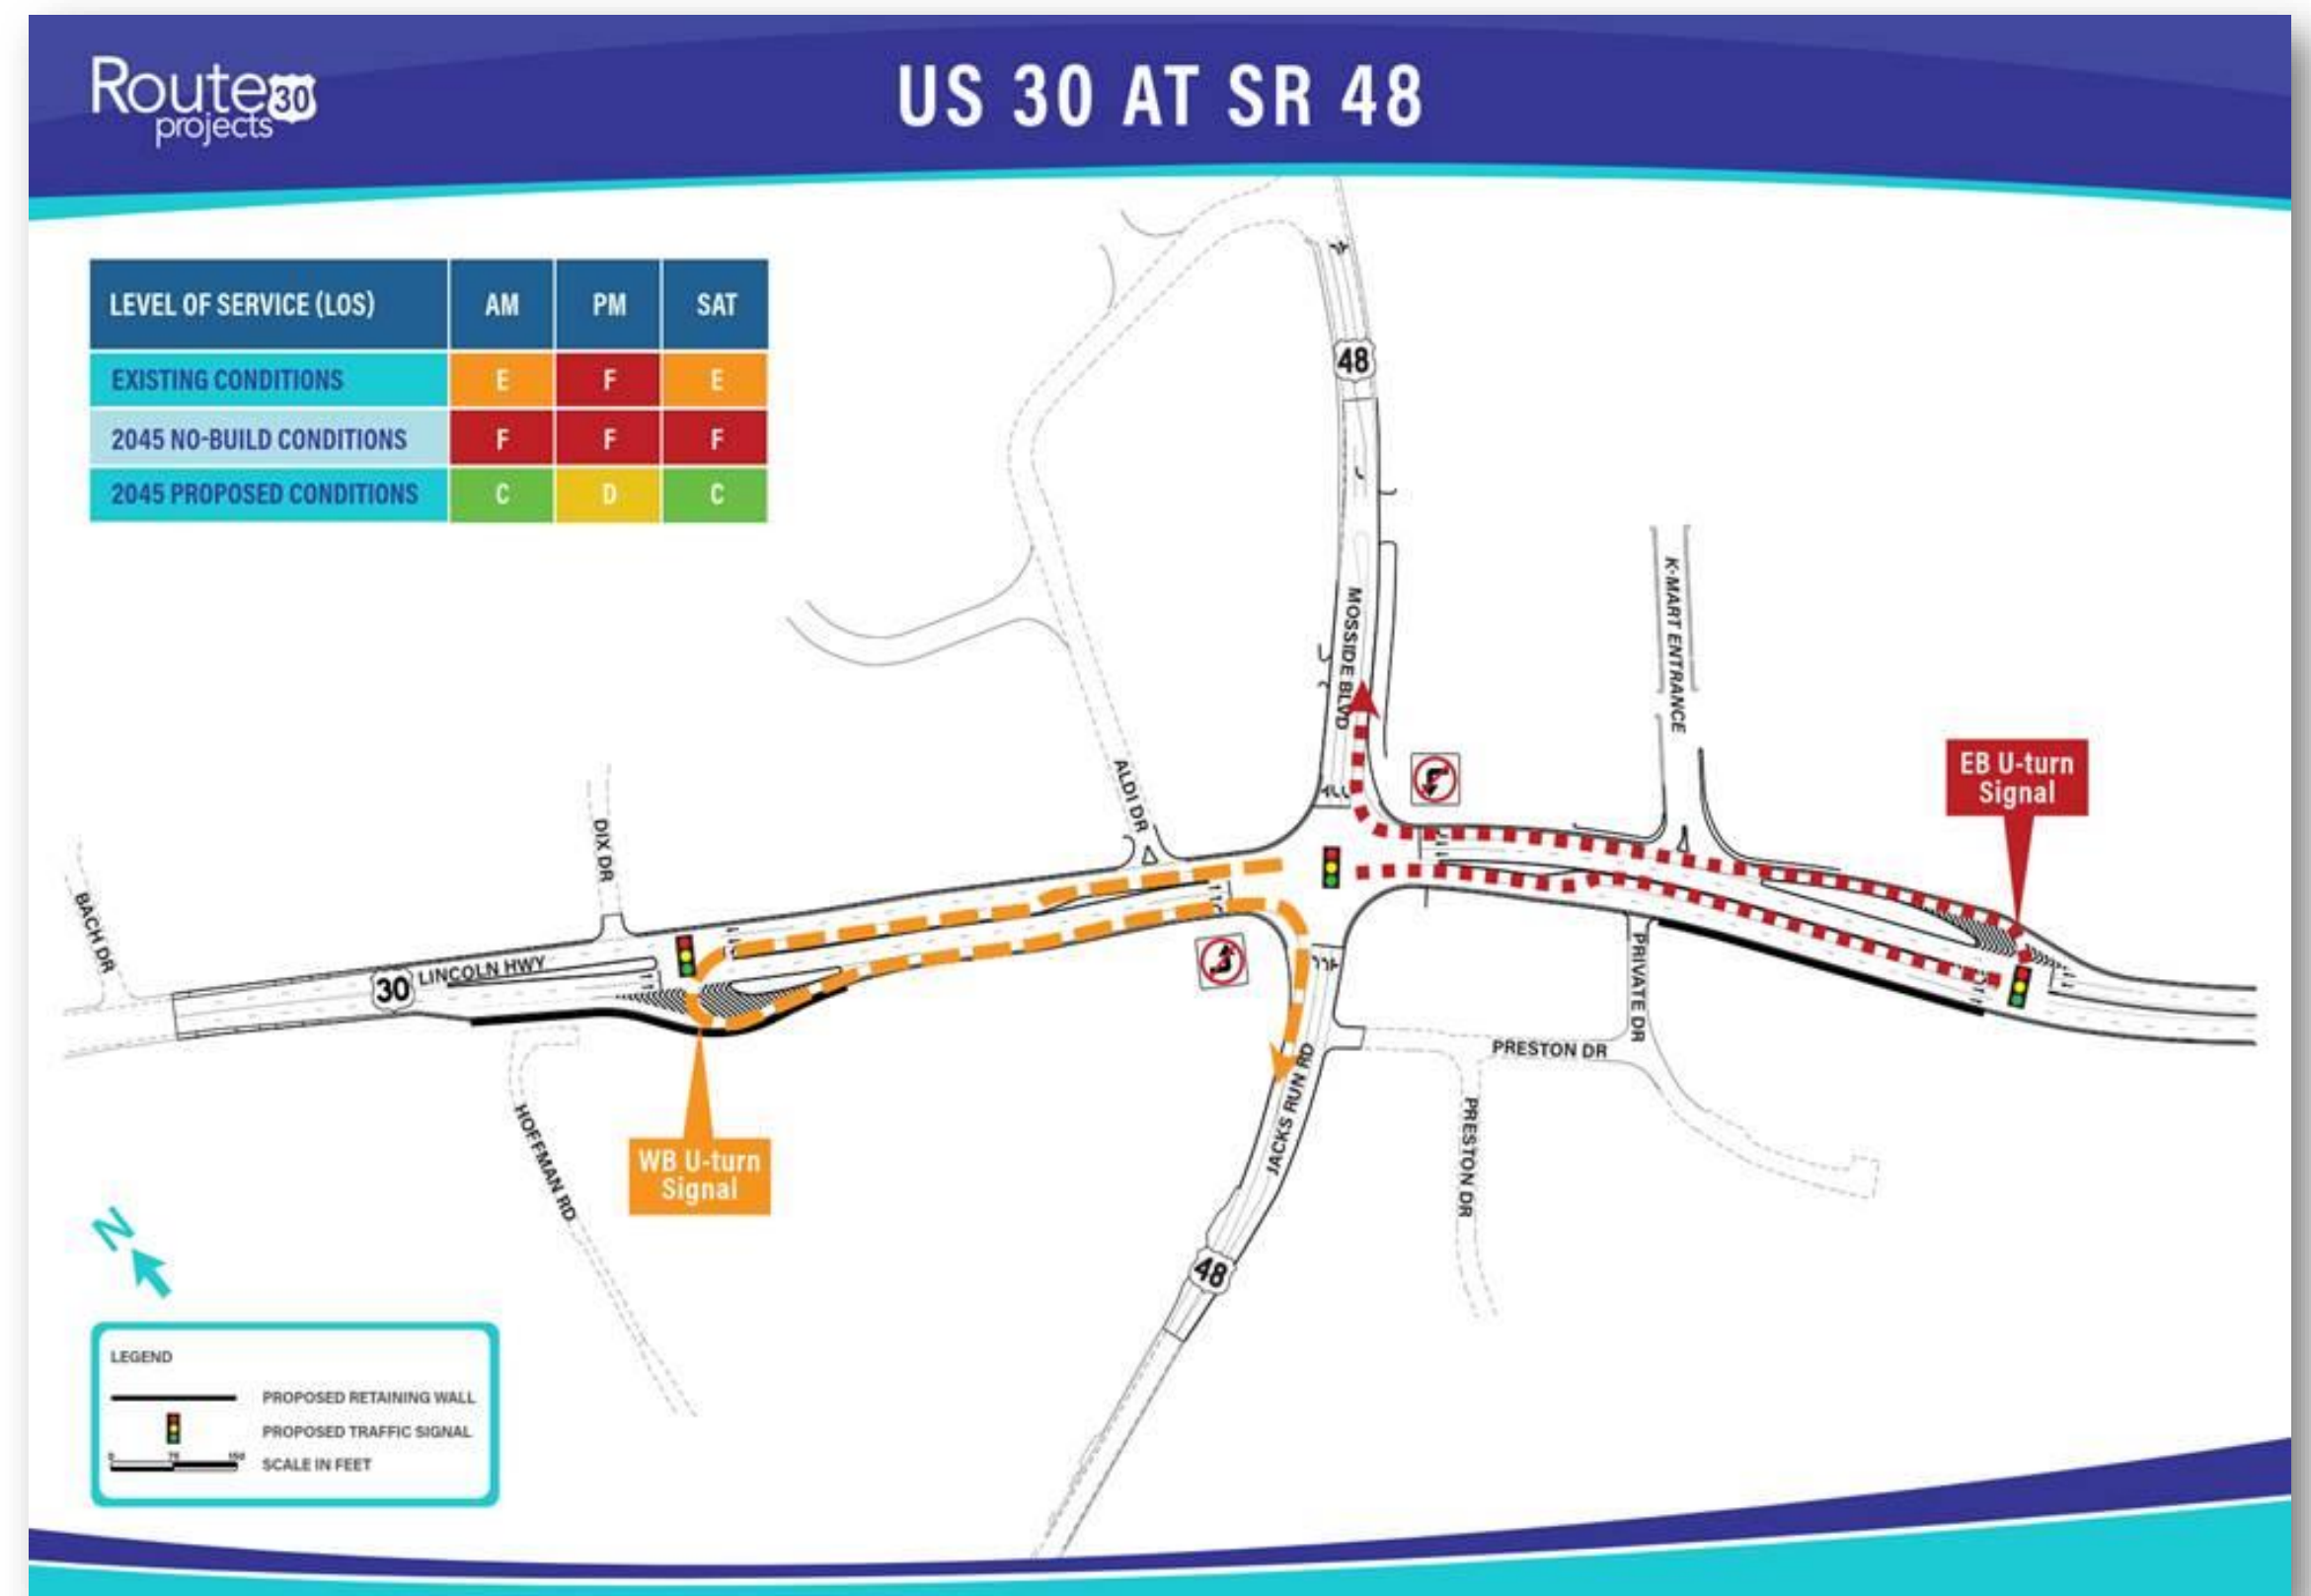 Route 30
projects
US 30 AT SR 48
LEVEL OF SERVICE (LOS) AM PM SAT
EXISTING CONDITIONS E F E
2045 NO-BUILD CONDITIONS F F F
2045 PROPOSED CONDITIONS C D C
48
MOSSIDE BLVD
K-MART ENTRANCE
EB U-turn
Signal
ALDI DR
DIX DR
BACH DR
30
LINCOLN HWY
PRIVATE DR
PRESTON DR
PRESTON DR
JACKS RUN RD
HOFFMAN RD
WB U-turn
Signal
48
N
LEGEND
PROPOSED RETAINING WALL
PROPOSED TRAFFIC SIGNAL
0 75 150
SCALE IN FEET